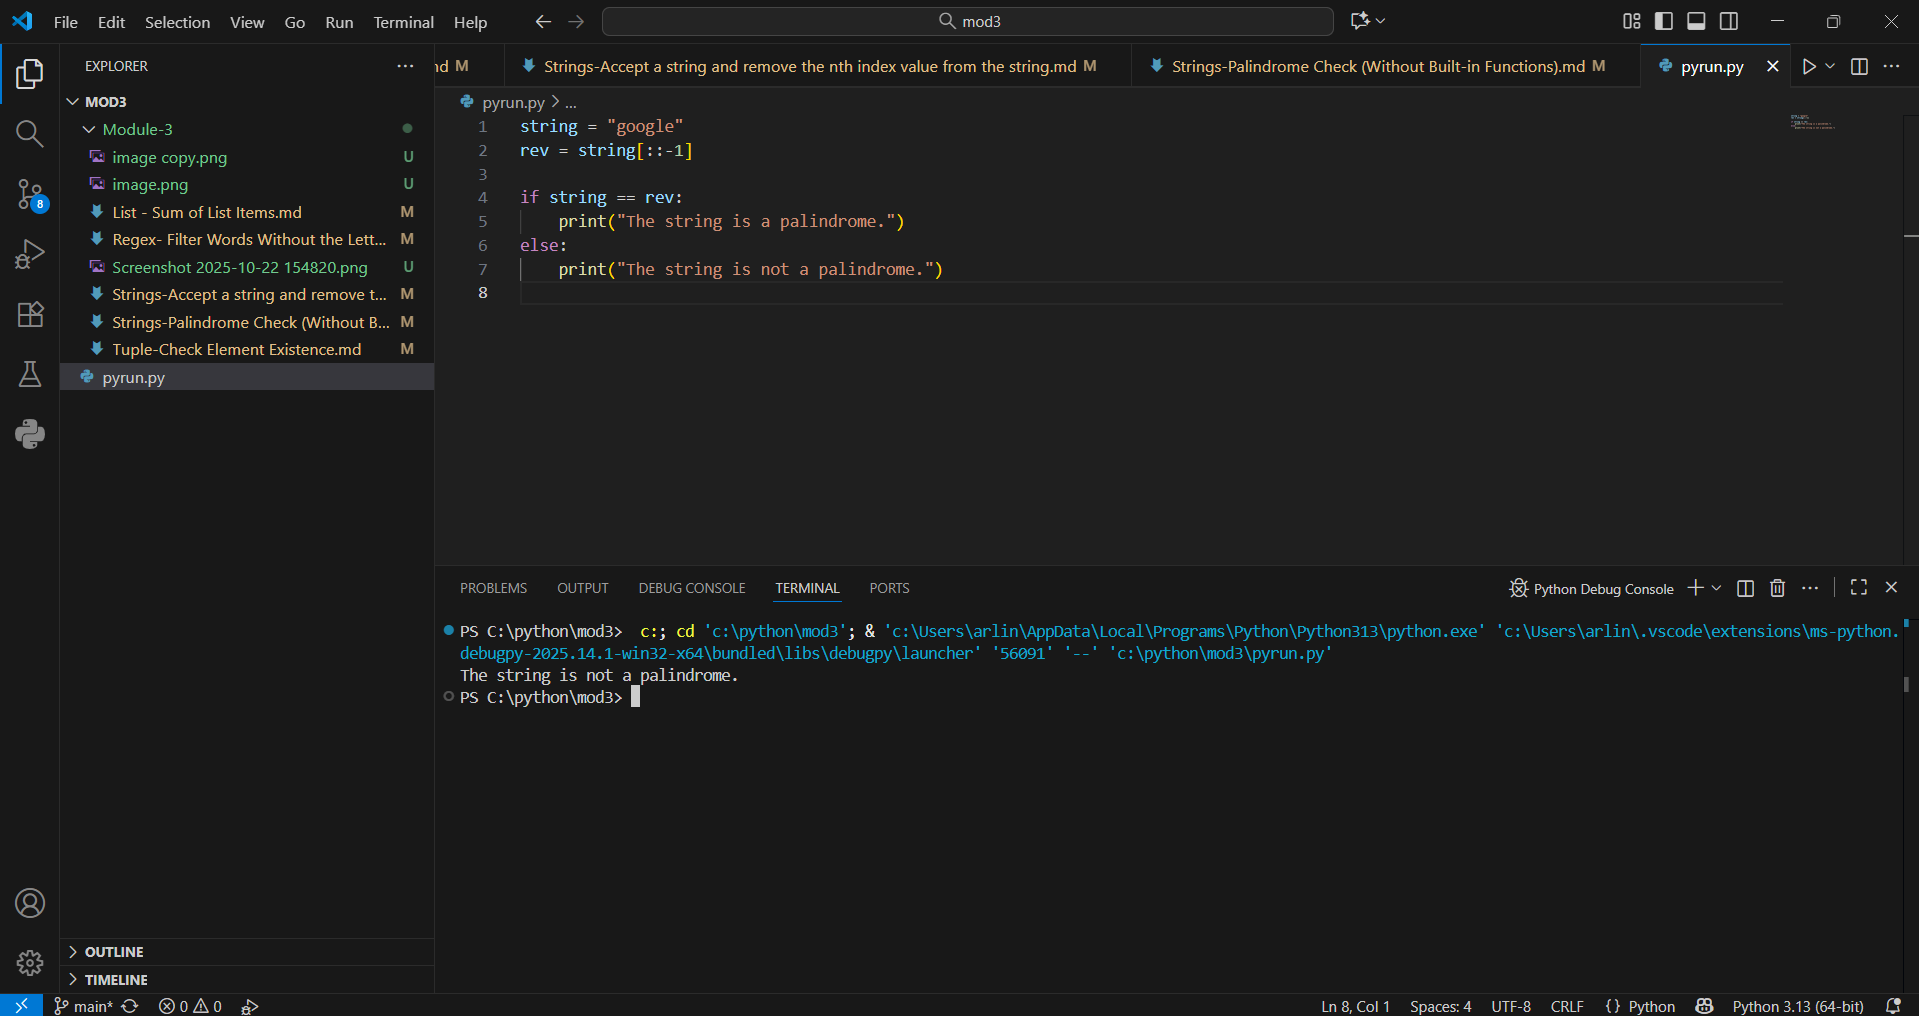 File Edit Selection View Go Run Terminal Help
mod3
EXPLORER
MOD3
Module-3
image copy.png U
image.png U
List - Sum of List Items.md M
Regex- Filter Words Without the Lett... M
Screenshot 2025-10-22 154820.png U
Strings-Accept a string and remove t... M
Strings-Palindrome Check (Without B... M
Tuple-Check Element Existence.md M
pyrun.py
OUTLINE
TIMELINE
nd M
Strings-Accept a string and remove the nth index value from the string.md M
Strings-Palindrome Check (Without Built-in Functions).md M
pyrun.py
pyrun.py > ...
1 string = "google"
2 rev = string[::-1]
3
4 if string == rev:
5 print("The string is a palindrome.")
6 else:
7 print("The string is not a palindrome.")
8
PROBLEMS OUTPUT DEBUG CONSOLE TERMINAL PORTS
Python Debug Console
PS C:\python\mod3> c:; cd 'c:\python\mod3'; & 'c:\Users\arlin\AppData\Local\Programs\Python\Python313\python.exe' 'c:\Users\arlin\.vscode\extensions\ms-python.
debugpy-2025.14.1-win32-x64\bundled\libs\debugpy\launcher' '56091' '--' 'c:\python\mod3\pyrun.py'
The string is not a palindrome.
PS C:\python\mod3>
8
main* 0 0
Ln 8, Col 1 Spaces: 4 UTF-8 CRLF {} Python Python 3.13 (64-bit)